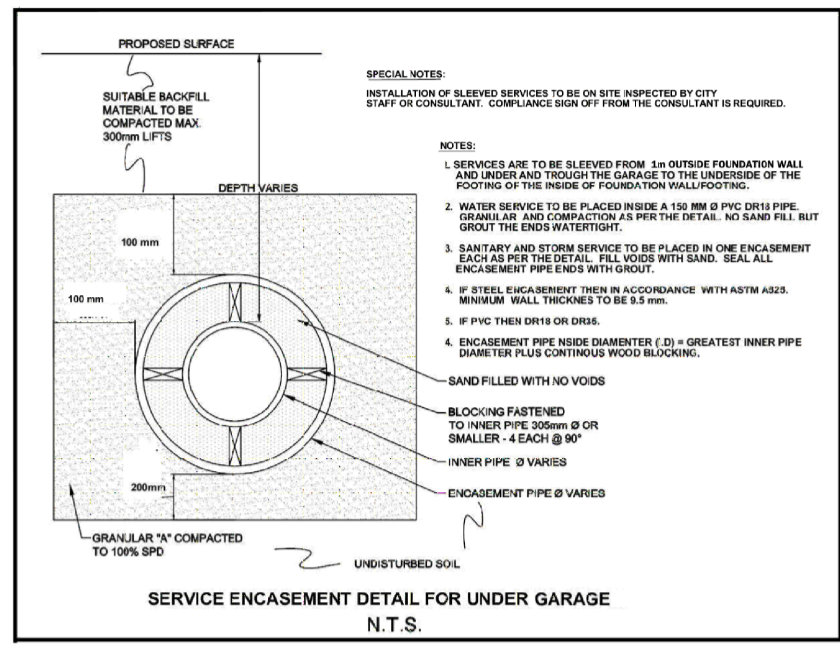 PROPOSED SURFACE
SUITABLE BACKFILL
MATERIAL TO BE
COMPACTED MAX.
300mm LIFTS
DEPTH VARIES
100 mm
100 mm
200mm
GRANULAR "A" COMPACTED
TO 100% SPD
UNDISTURBED SOIL
SPECIAL NOTES:
INSTALLATION OF SLEEVED SERVICES TO BE ON SITE INSPECTED BY CITY
STAFF OR CONSULTANT. COMPLIANCE SIGN OFF FROM THE CONSULTANT IS REQUIRED.
NOTES:
1. SERVICES ARE TO BE SLEEVED FROM 1m OUTSIDE FOUNDATION WALL
AND UNDER AND TROUGH THE GARAGE TO THE UNDERSIDE OF THE
FOOTING OF THE INSIDE OF FOUNDATION WALL/FOOTING.
2. WATER SERVICE TO BE PLACED INSIDE A 150 MM Ø PVC DR18 PIPE.
GRANULAR AND COMPACTION AS PER THE DETAIL. NO SAND FILL BUT
GROUT THE ENDS WATERTIGHT.
3. SANITARY AND STORM SERVICE TO BE PLACED IN ONE ENCASEMENT
EACH AS PER THE DETAIL. FILL VOIDS WITH SAND. SEAL ALL
ENCASEMENT PIPE ENDS WITH GROUT.
4. IF STEEL ENCASEMENT THEN IN ACCORDANCE WITH ASTM
MINIMUM WALL THICKNES TO BE 9.5 mm.
5. IF PVC THEN DR18 OR DR35.
4. ENCASEMENT PIPE NSIDE DIAMENTER (.D) = GREATEST INNER PIPE
DIAMETER PLUS CONTINOUS WOOD BLOCKING.
SAND FILLED WITH NO VOIDS
BLOCKING FASTENED
TO INNER PIPE 305mm Ø OR
SMALLER - 4 EACH @ 90°
INNER PIPE Ø VARIES
ENCASEMENT PIPE Ø VARIES
SERVICE ENCASEMENT DETAIL FOR UNDER GARAGE
N.T.S.